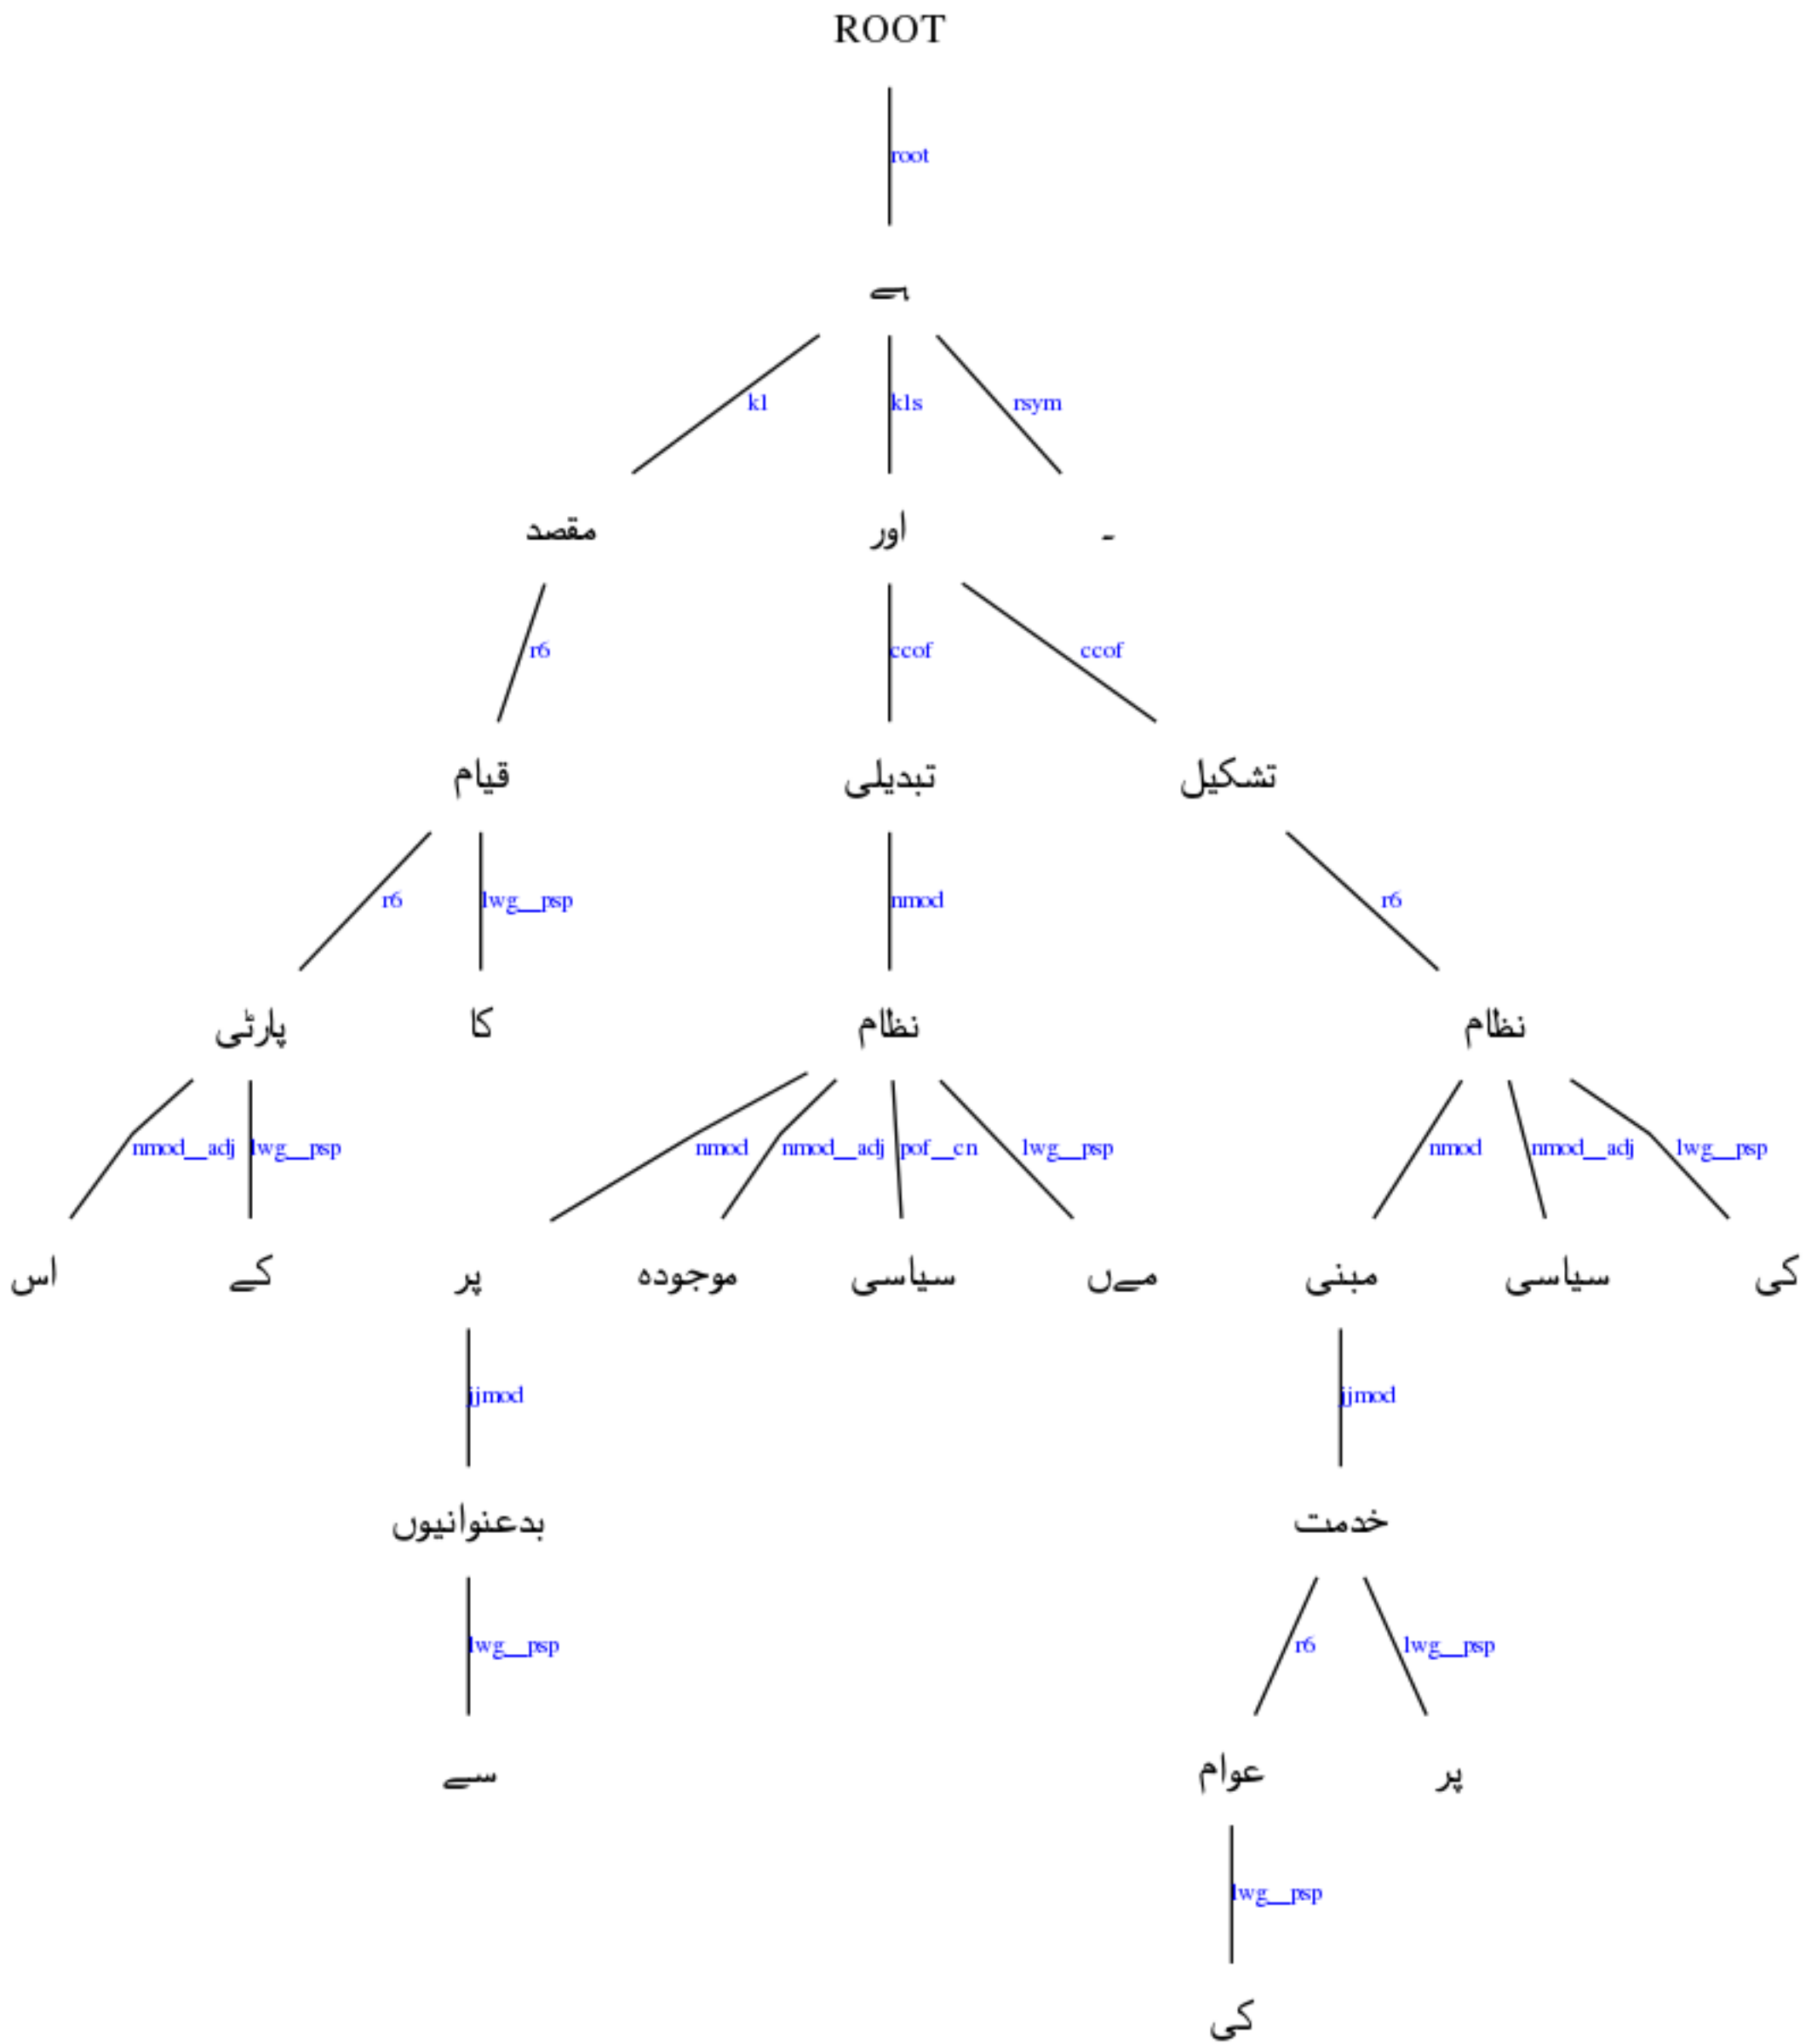 ROOT
root
ہے
k1 k1s rsym
مقصد اور ۔
r6 ccof ccof
قیام تبدیلی تشکیل
r6 lwg__psp nmod r6
پارٹی کا نظام نظام
nmod__adj lwg__psp nmod nmod__adj pof__cn lwg__psp nmod nmod__adj lwg__psp
اس کے پر موجودہ سیاسی مےں مبنی سیاسی کی
jjmod jjmod
بدعنوانیوں خدمت
lwg__psp r6 lwg__psp
سے عوام پر
lwg__psp
کی